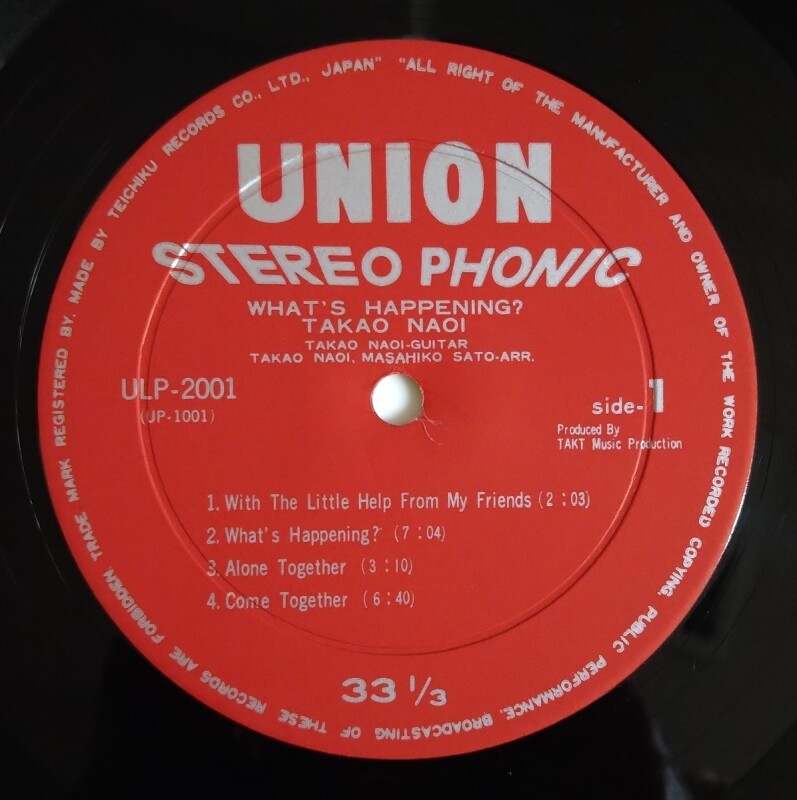 "ALL RIGHT OF THE MANUFACTURER AND OWNER OF THE WORK RECORDED COPYING, PUBLIC PERFORMANCE, BROADCASTING OF THESE RECORDS ARE FORBIDDEN, TRADE MARK REGISTERED BY, MADE BY TEICHIKU RECORDS CO., LTD., JAPAN"
UNION
STEREO PHONIC
WHAT'S HAPPENING?
TAKAO NAOI
TAKAO NAOI-GUITAR
TAKAO NAOI, MASAHIKO SATO-ARR.
ULP-2001
(UP-1001)
side-1
Produced By
TAKT Music Production
1. With The Little Help From My Friends (2:03)
2. What's Happening? (7:04)
3. Alone Together (3:10)
4. Come Together (6:40)
33 1/3